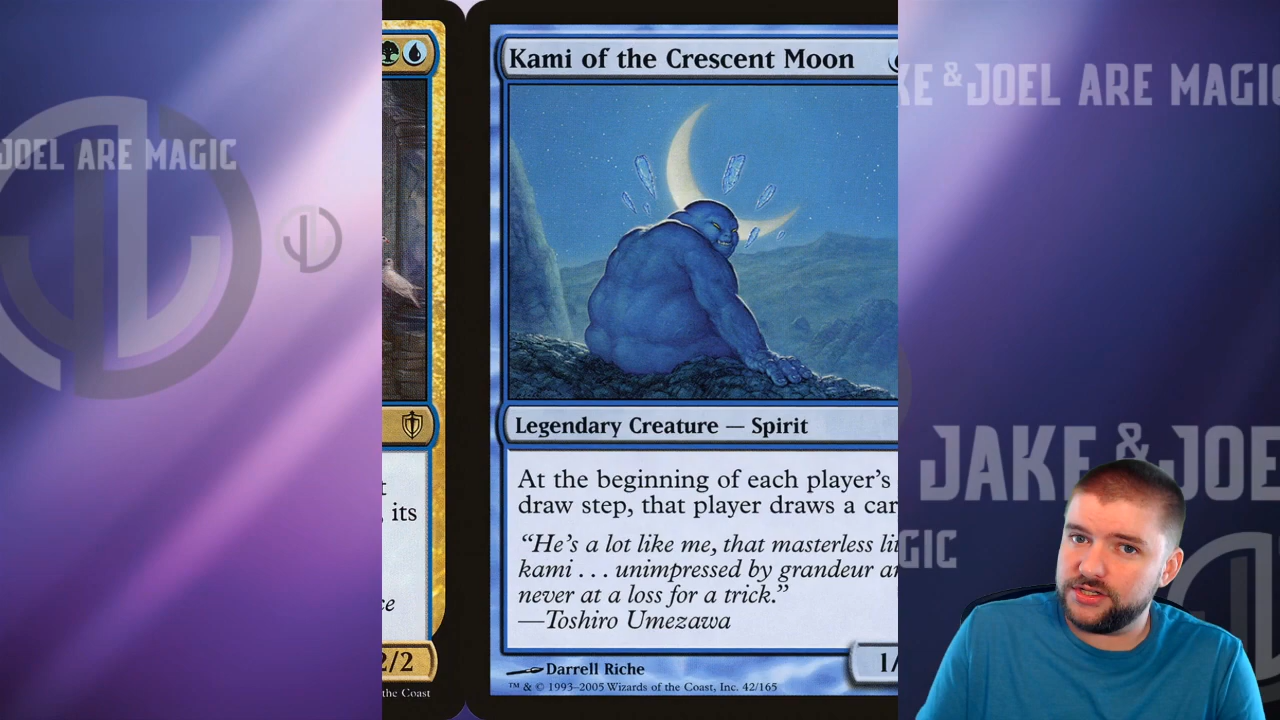 JOEL ARE MAGIC
its
2/2
the Coast
Kami of the Crescent Moon
Legendary Creature — Spirit
At the beginning of each player's
draw step, that player draws a
“He's a lot like me, that masterless
kami . . . unimpressed by grandeur
never at a loss for a trick.”
—Toshiro Umezawa
1/
Darrell Riche
™ & © 1993–2005 Wizards of the Coast, Inc. 42/165
KE & JOEL ARE MAGIC
JAKE & JOE
GIC